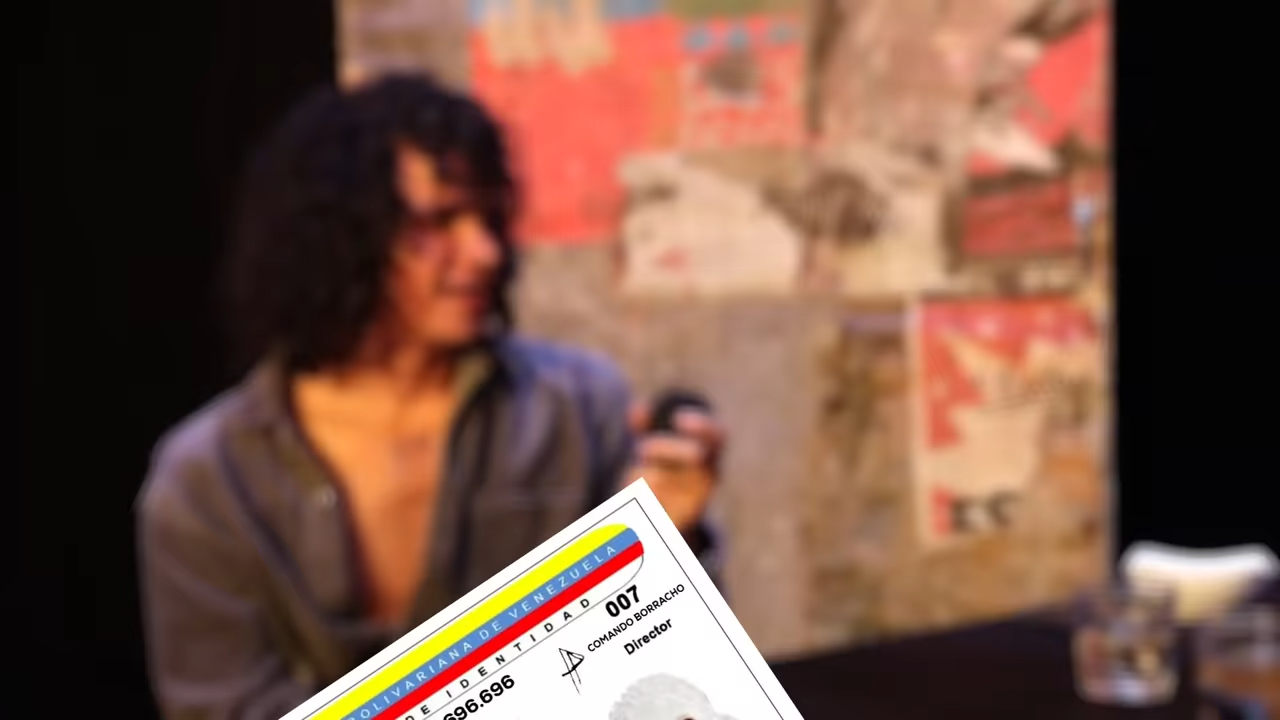 BOLIVARIANA DE VENEZUELA
DE IDENTIDAD
696.696
007
COMANDO BORRACHO
Director